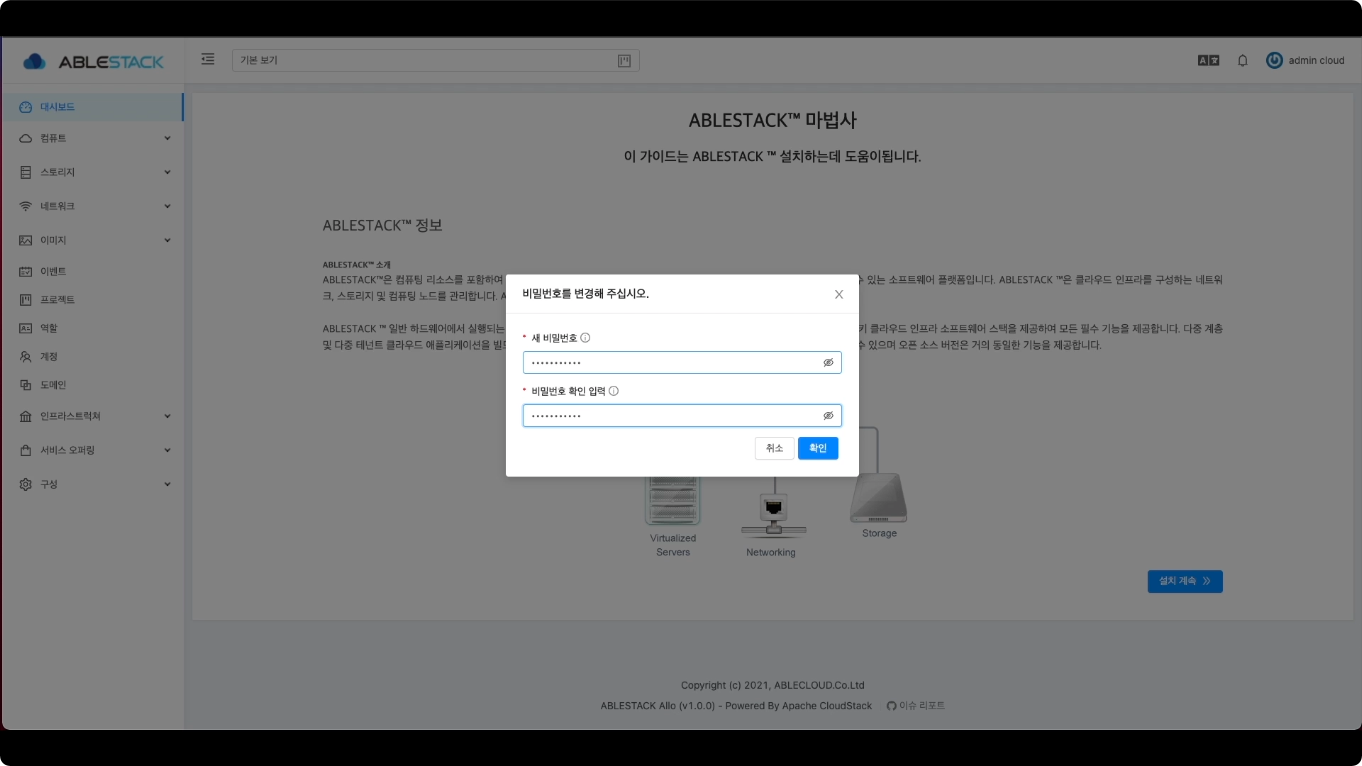 ABLESTACK
기본 보기
admin cloud
대시보드
컴퓨트
스토리지
네트워크
이미지
이벤트
프로젝트
역할
계정
도메인
인프라스트럭쳐
서비스 오퍼링
구성
ABLESTACK™ 마법사
이 가이드는 ABLESTACK ™ 설치하는데 도움이됩니다.
ABLESTACK™ 정보
ABLESTACK™ 소개
ABLESTACK™은 컴퓨팅 리소스를 포함하여 있는 소프트웨어 플랫폼입니다. ABLESTACK ™은 클라우드 인프라를 구성하는 네트워
크, 스토리지 및 컴퓨팅 노드를 관리합니다.
ABLESTACK ™ 일반 하드웨어에서 실행되는 클라우드 인프라 소프트웨어 스택을 제공하여 모든 필수 기능을 제공합니다. 다중 계층
및 다중 테넌트 클라우드 애플리케이션을 있으며 오픈 소스 버전은 거의 동일한 기능을 제공합니다.
비밀번호를 변경해 주십시오.
* 새 비밀번호
* 비밀번호 확인 입력
취소
확인
Virtualized
Servers
Networking
Storage
설치 계속
Copyright (c) 2021, ABLECLOUD.Co.Ltd
ABLESTACK Allo (v1.0.0) - Powered By Apache CloudStack 이슈 리포트